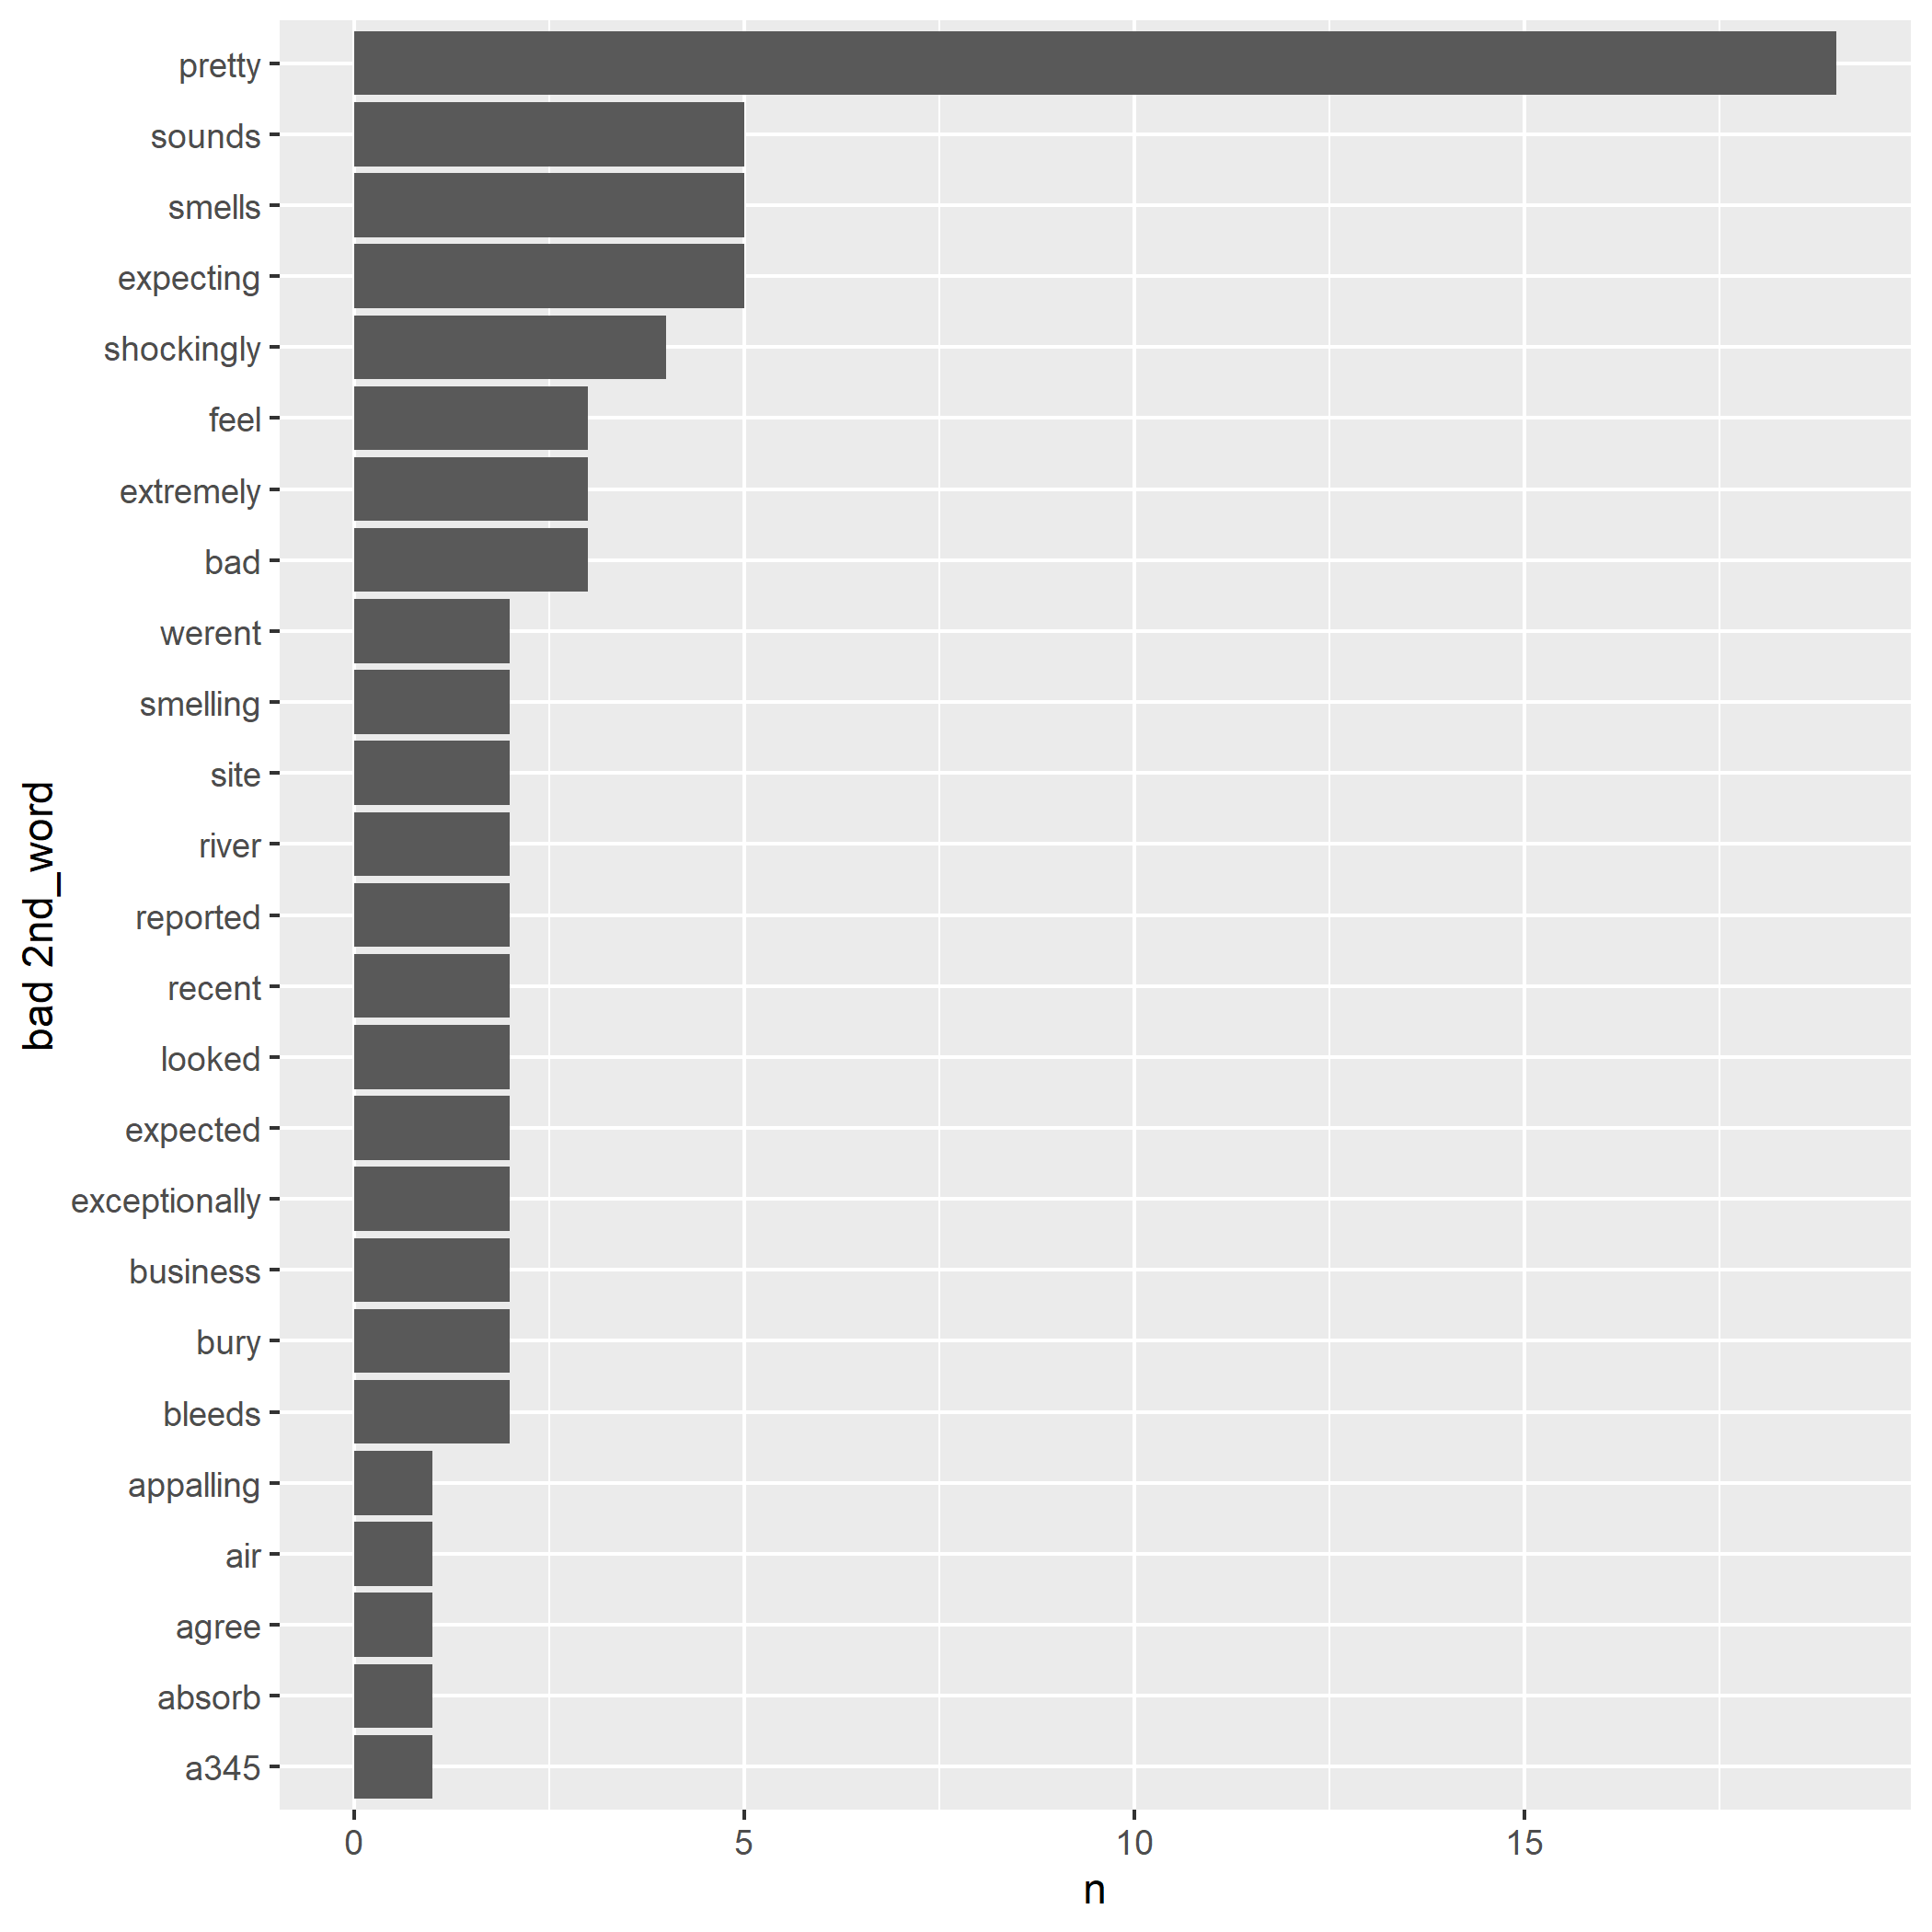 pretty
sounds
smells
expecting
shockingly
feel
extremely
bad
werent
smelling
site
river
reported
recent
looked
expected
exceptionally
business
bury
bleeds
appalling
air
agree
absorb
a345
bad 2nd_word
0 5 10 15
n